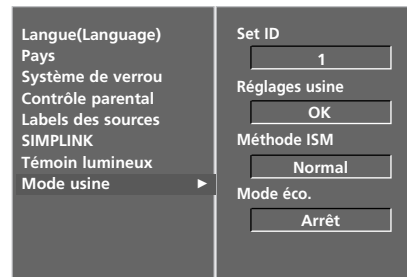 Langue(Language)
Pays
Système de verrou
Contrôle parental
Labels des sources
SIMPLINK
Témoin lumineux
Mode usine ►
Set ID
1
Réglages usine
OK
Méthode ISM
Normal
Mode éco.
Arrêt